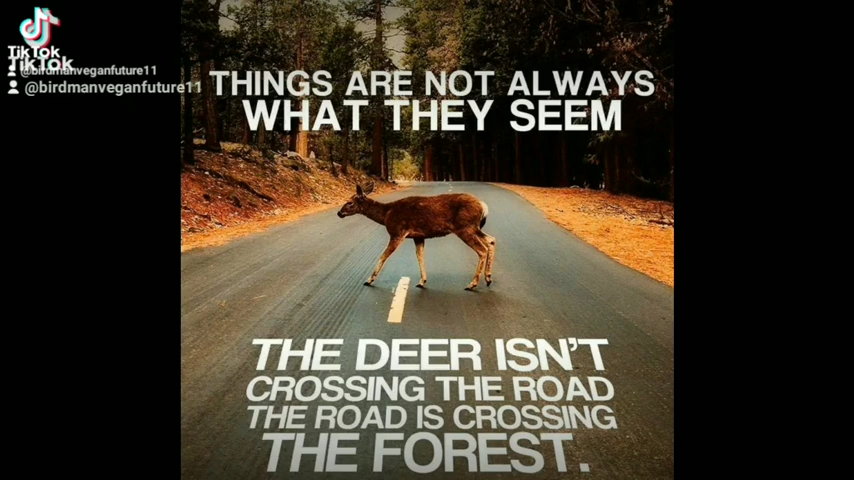 TikTok
TikTok
@birdmanveganfuture11
@birdmanveganfuture11
THINGS ARE NOT ALWAYS
WHAT THEY SEEM
THE DEER ISN'T
CROSSING THE ROAD
THE ROAD IS CROSSING
THE FOREST.